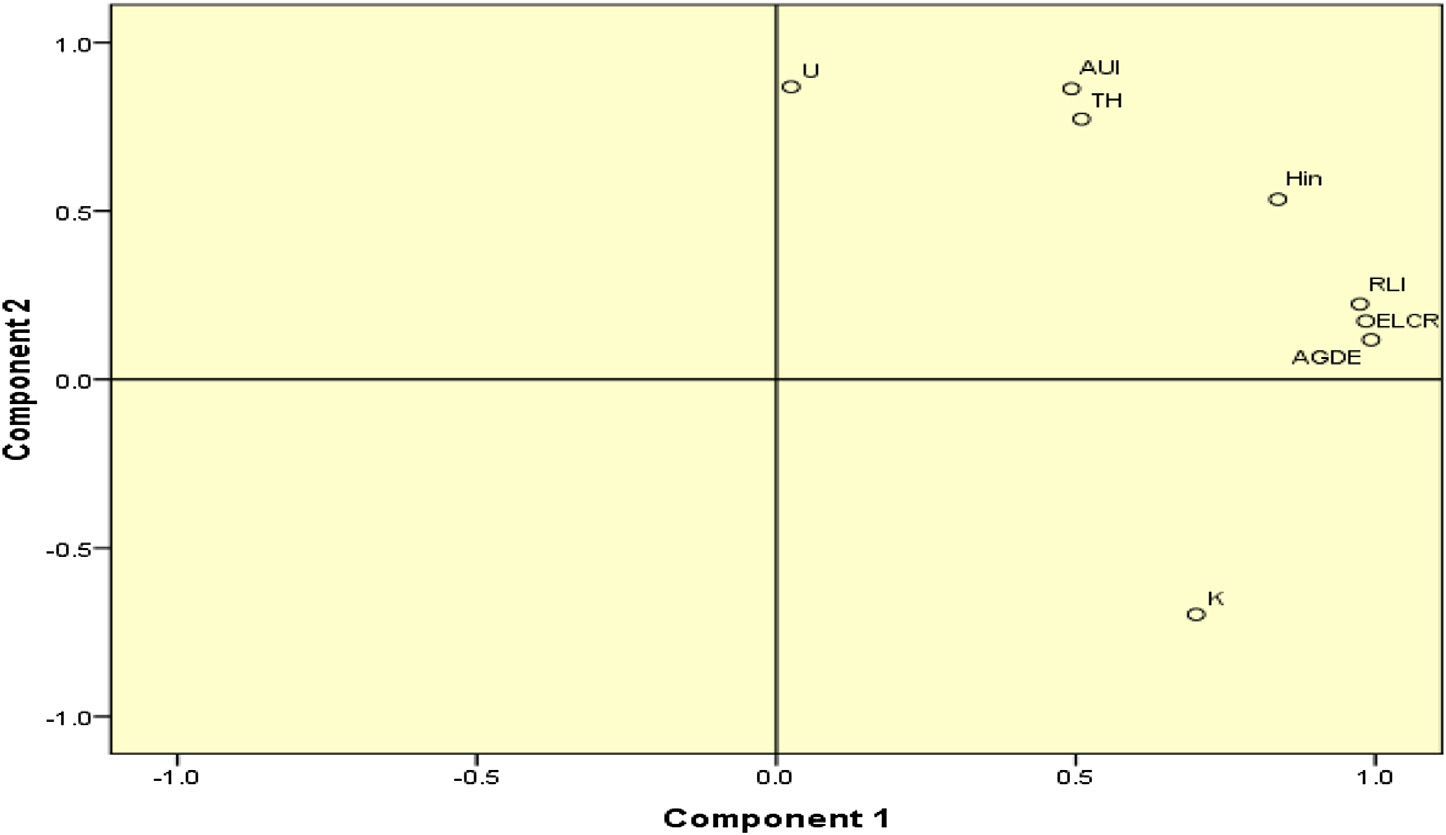 1.0
0.5
0.0
-0.5
-1.0
Component 2
U
AUI
TH
Hin
RLI
ELCR
AGDE
K
-1.0
-0.5
0.0
0.5
1.0
Component 1